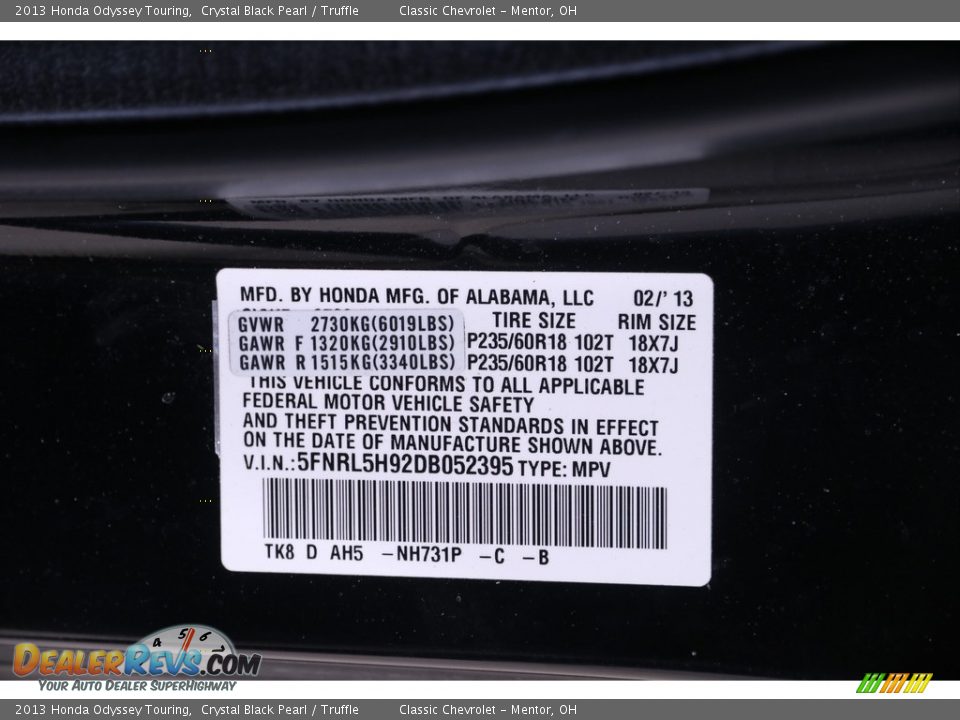 2013 Honda Odyssey Touring, Crystal Black Pearl / Truffle Classic Chevrolet - Mentor, OH
MFD. BY HONDA MFG. OF ALABAMA, LLC 02/' 13
TIRE SIZE RIM SIZE
GVWR 2730KG(6019LBS)
GAWR F 1320KG(2910LBS) P235/60R18 102T 18X7J
GAWR R 1515KG(3340LBS) P235/60R18 102T 18X7J
THIS VEHICLE CONFORMS TO ALL APPLICABLE
FEDERAL MOTOR VEHICLE SAFETY
AND THEFT PREVENTION STANDARDS IN EFFECT
ON THE DATE OF MANUFACTURE SHOWN ABOVE.
V.I.N.:5FNRL5H92DB052395 TYPE: MPV
TK8 D AH5 -NH731P -C -B
4 5 6
DEALERREVS.COM
YOUR AUTO DEALER SUPERHIGHWAY
2013 Honda Odyssey Touring, Crystal Black Pearl / Truffle Classic Chevrolet - Mentor, OH